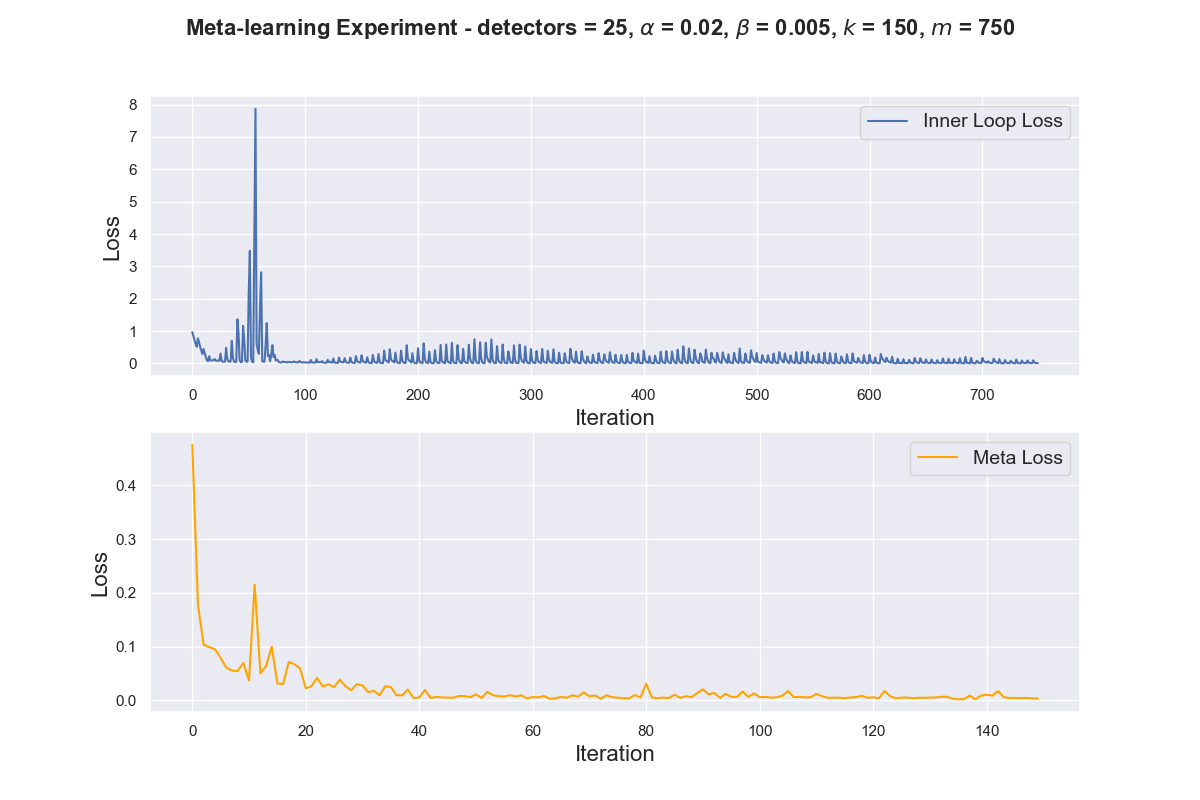 Meta-learning Experiment - detectors = 25, α = 0.02, β = 0.005, k = 150, m = 750
8
7
6
5
4
3
2
1
0
Loss
Inner Loop Loss
0 100 200 300 400 500 600 700
Iteration
0.4
0.3
0.2
0.1
0.0
Loss
Meta Loss
0 20 40 60 80 100 120 140
Iteration